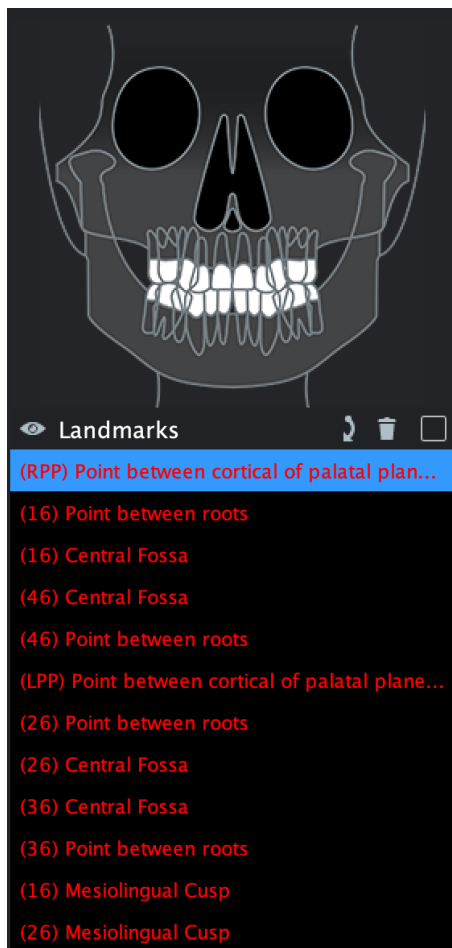 Landmarks
(RPP) Point between cortical of palatal plan...
(16) Point between roots
(16) Central Fossa
(46) Central Fossa
(46) Point between roots
(LPP) Point between cortical of palatal plane...
(26) Point between roots
(26) Central Fossa
(36) Central Fossa
(36) Point between roots
(16) Mesiolingual Cusp
(26) Mesiolingual Cusp